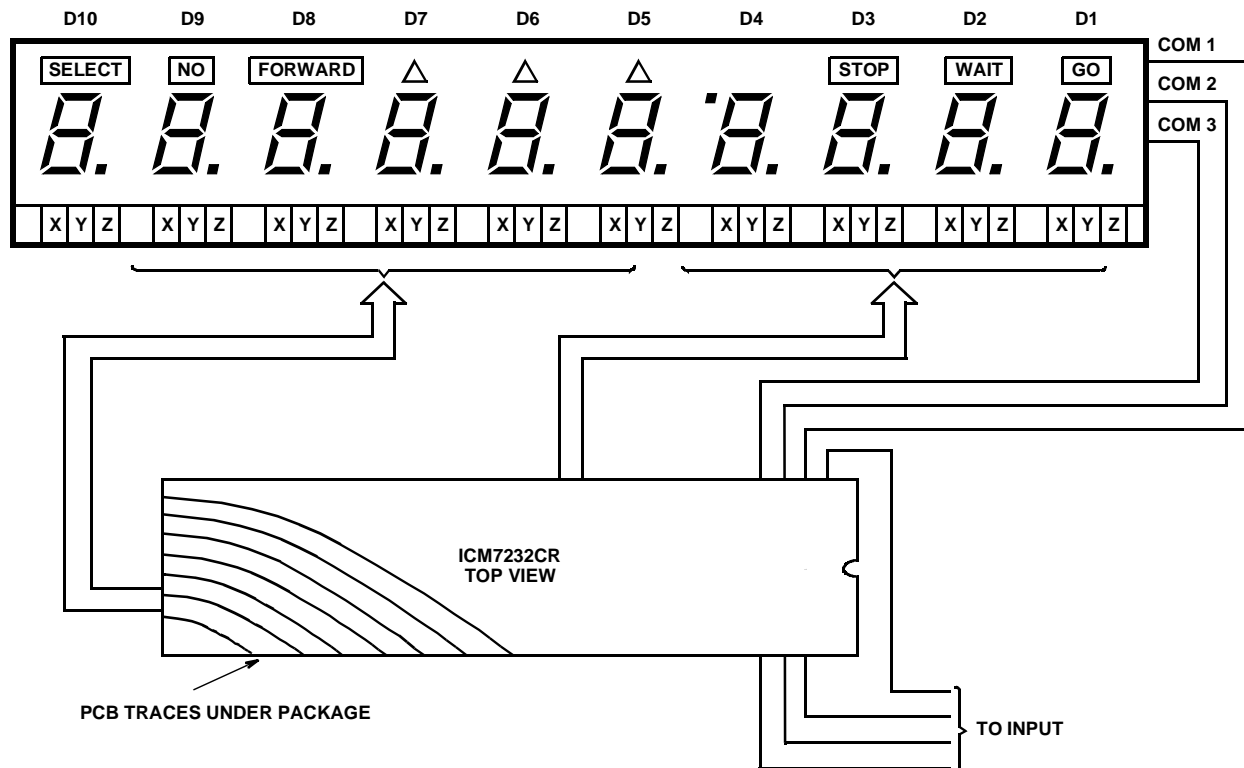 D10 D9 D8 D7 D6 D5 D4 D3 D2 D1
COM 1
SELECT NO FORWARD STOP WAIT GO
COM 2
COM 3
X Y Z X Y Z X Y Z X Y Z X Y Z X Y Z X Y Z X Y Z X Y Z X Y Z
ICM7232CR
TOP VIEW
PCB TRACES UNDER PACKAGE
TO INPUT